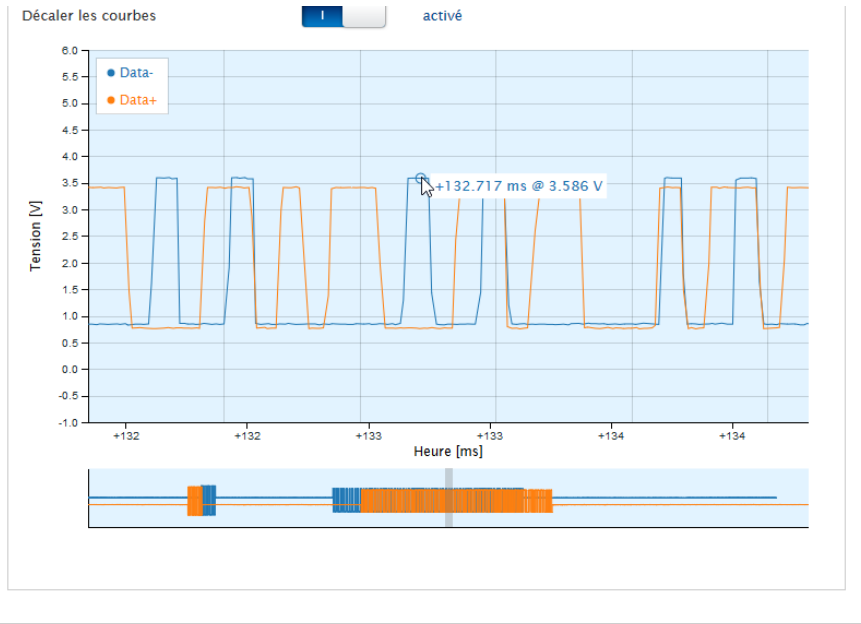 Décaler les courbes
I
activé
6.0
5.5
5.0
4.5
4.0
3.5
3.0
2.5
2.0
1.5
1.0
0.5
0.0
-0.5
-1.0
Tension [V]
Data-
Data+
+132.717 ms @ 3.586 V
+132 +132 +133 +133 +134 +134
Heure [ms]